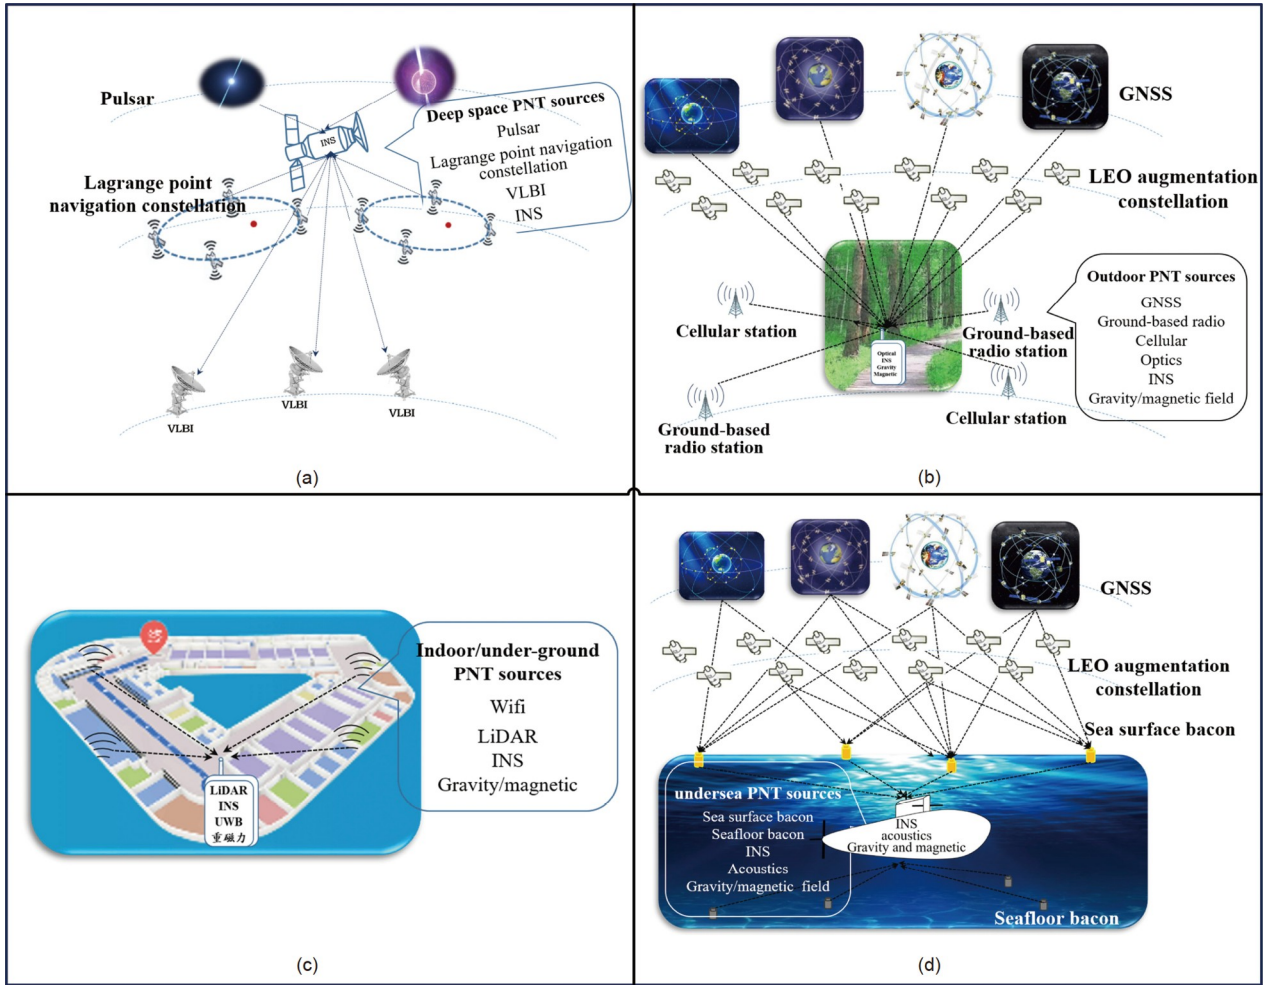 Pulsar
INS
Deep space PNT sources
Pulsar
Lagrange point navigation
constellation
VLBI
INS
Lagrange point
navigation constellation
VLBI
VLBI
VLBI
(a)
GNSS
LEO augmentation
constellation
Outdoor PNT sources
GNSS
Ground-based radio
Cellular
Optics
INS
Gravity/magnetic field
Cellular station
Ground-based
radio station
Optical
INS
Gravity
Magnetic
Ground-based
radio station
Cellular station
(b)
Indoor/under-ground
PNT sources
Wifi
LiDAR
INS
Gravity/magnetic
LiDAR
INS
UWB
重磁力
(c)
GNSS
LEO augmentation
constellation
Sea surface bacon
undersea PNT sources
Sea surface bacon
Seafloor bacon
INS
Acoustics
Gravity/magnetic field
INS
acoustics
Gravity and magnetic
Seafloor bacon
(d)